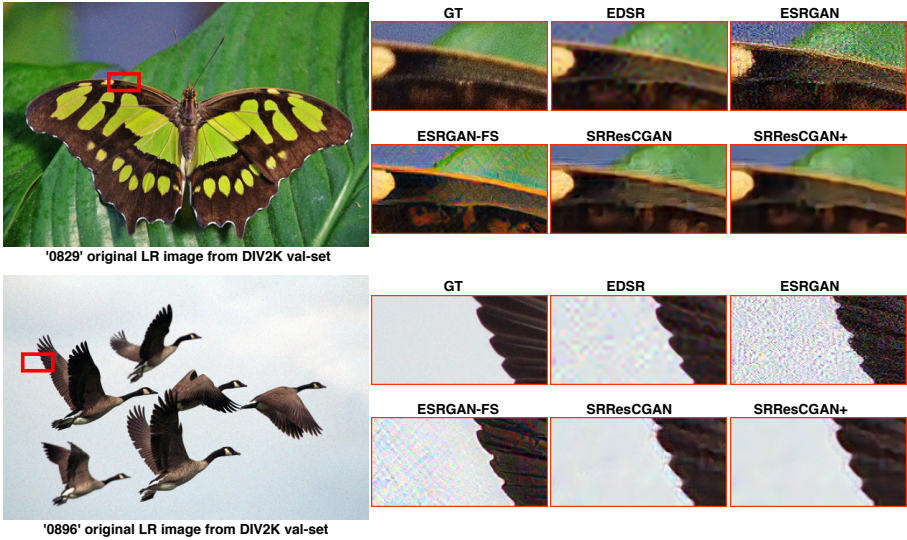 GT EDSR ESRGAN
ESRGAN-FS SRResCGAN SRResCGAN+
'0829' original LR image from DIV2K val-set
GT EDSR ESRGAN
ESRGAN-FS SRResCGAN SRResCGAN+
'0896' original LR image from DIV2K val-set